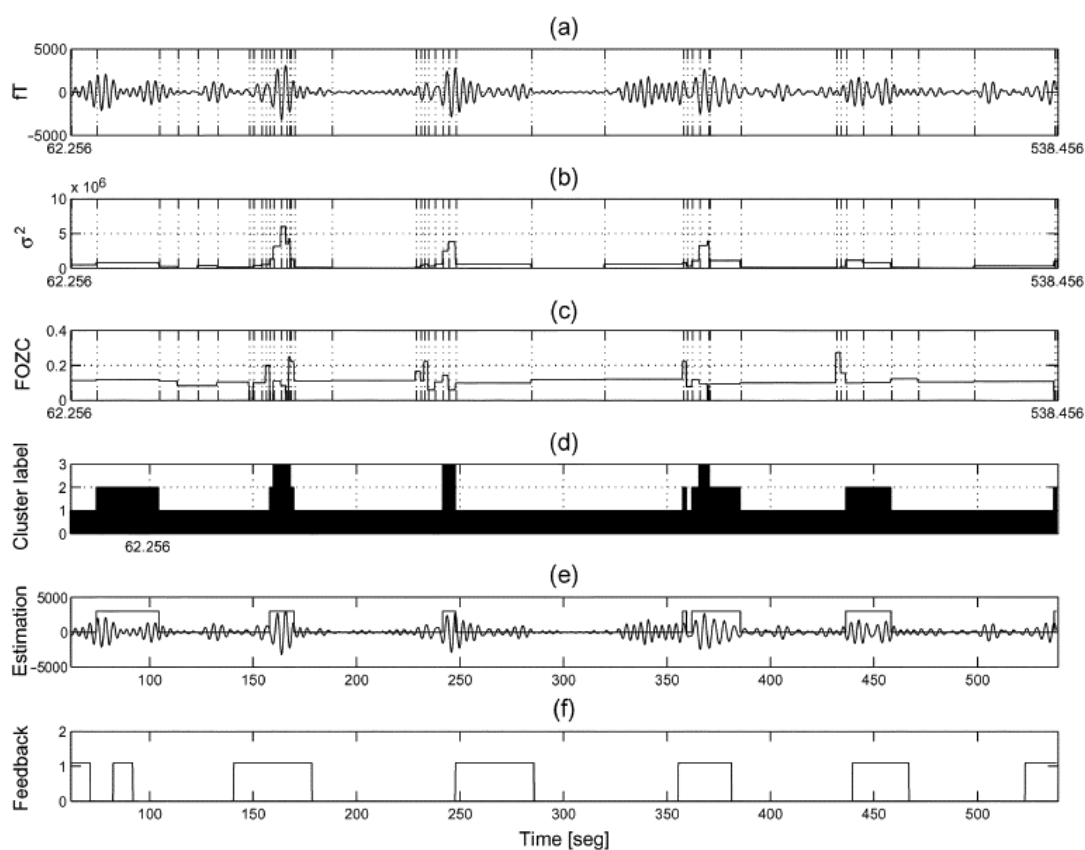 (a)
5000
0
−5000
fT
62.256
538.456
(b)
x 10^6
10
5
0
σ^2
62.256
538.456
(c)
0.4
0.2
0
FOZC
62.256
538.456
(d)
3
2
1
0
Cluster label
62.256
(e)
5000
0
−5000
Estimation
100 150 200 250 300 350 400 450 500
(f)
2
1
0
Feedback
100 150 200 250 300 350 400 450 500
Time [seg]